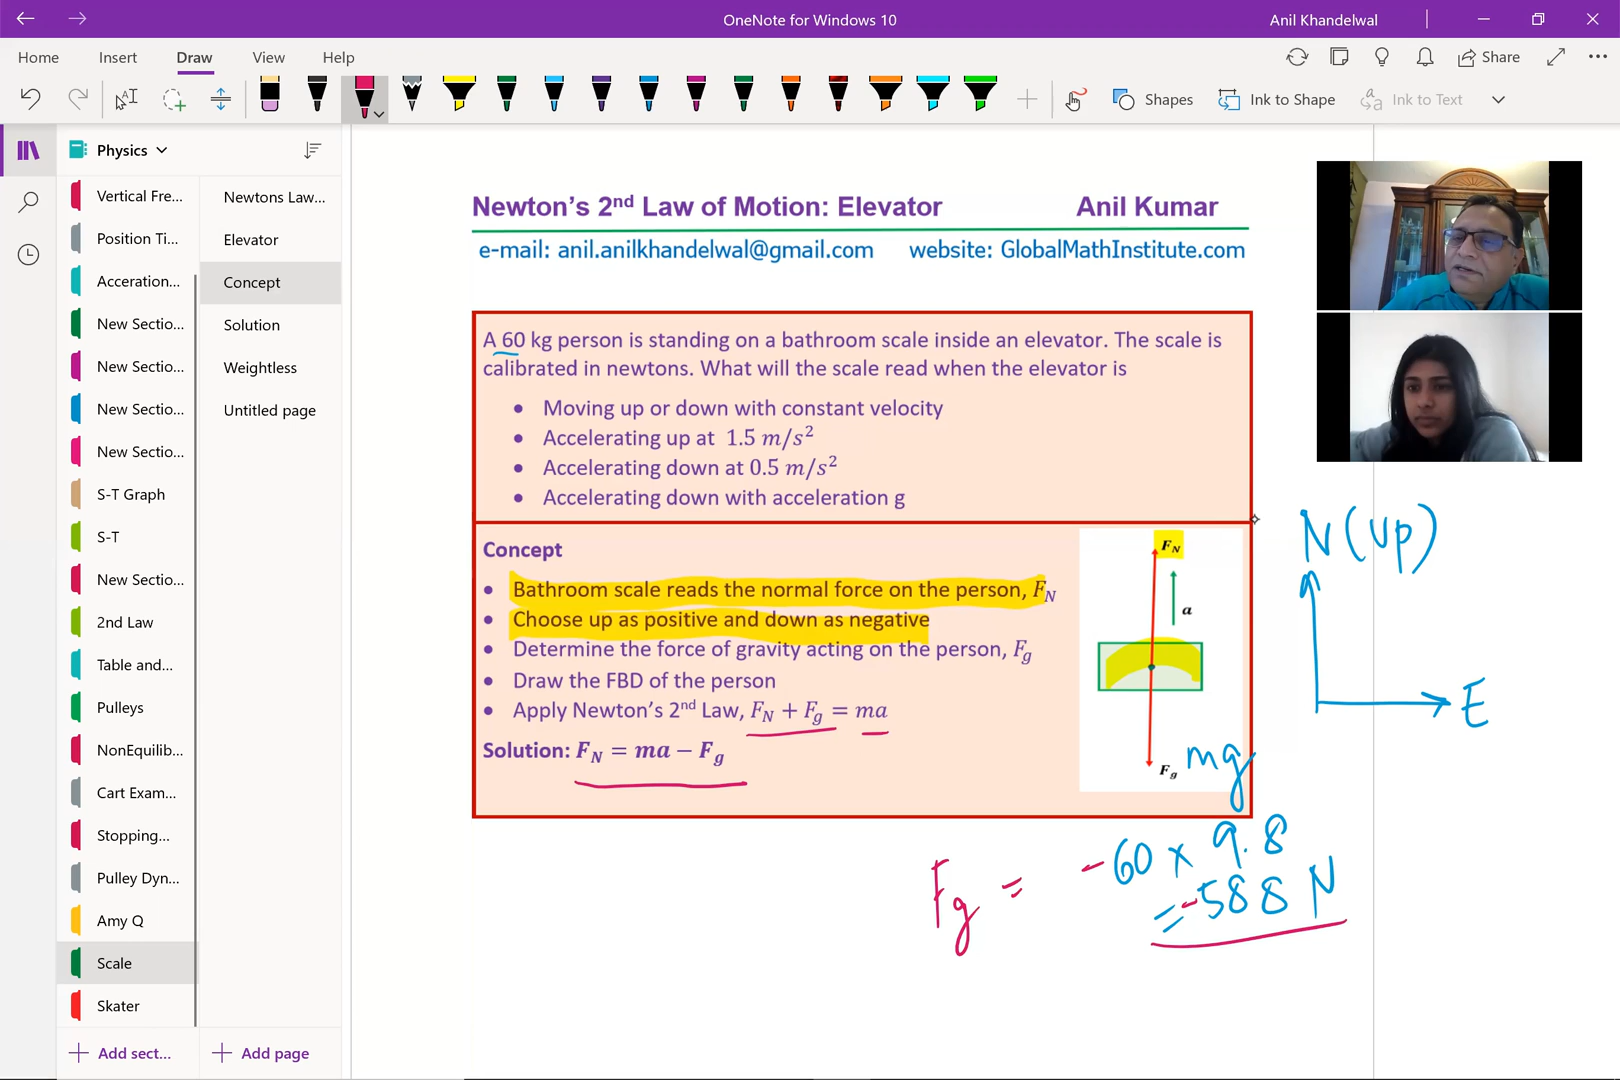 OneNote for Windows 10
Anil Khandelwal
Home Insert Draw View Help
Share
Shapes Ink to Shape Ink to Text
Physics
Vertical Fre...
Position Ti...
Acceration...
New Sectio...
New Sectio...
New Sectio...
New Sectio...
S-T Graph
S-T
New Sectio...
2nd Law
Table and...
Pulleys
NonEquilib...
Cart Exam...
Stopping...
Pulley Dyn...
Amy Q
Scale
Skater
Add sect...
Newtons Law...
Elevator
Concept
Solution
Weightless
Untitled page
Add page
Newton's 2nd Law of Motion: Elevator Anil Kumar
e-mail: anil.anilkhandelwal@gmail.com website: GlobalMathInstitute.com
A 60 kg person is standing on a bathroom scale inside an elevator. The scale is
calibrated in newtons. What will the scale read when the elevator is
• Moving up or down with constant velocity
• Accelerating up at 1.5 m/s²
• Accelerating down at 0.5 m/s²
• Accelerating down with acceleration g
Concept
• Bathroom scale reads the normal force on the person, F_N
• Choose up as positive and down as negative
• Determine the force of gravity acting on the person, F_g
• Draw the FBD of the person
• Apply Newton's 2nd Law, F_N + F_g = ma
Solution: F_N = ma − F_g
F_N
a
F_g mg
N (up)
E
F_g = -60 × 9.8
= -588 N